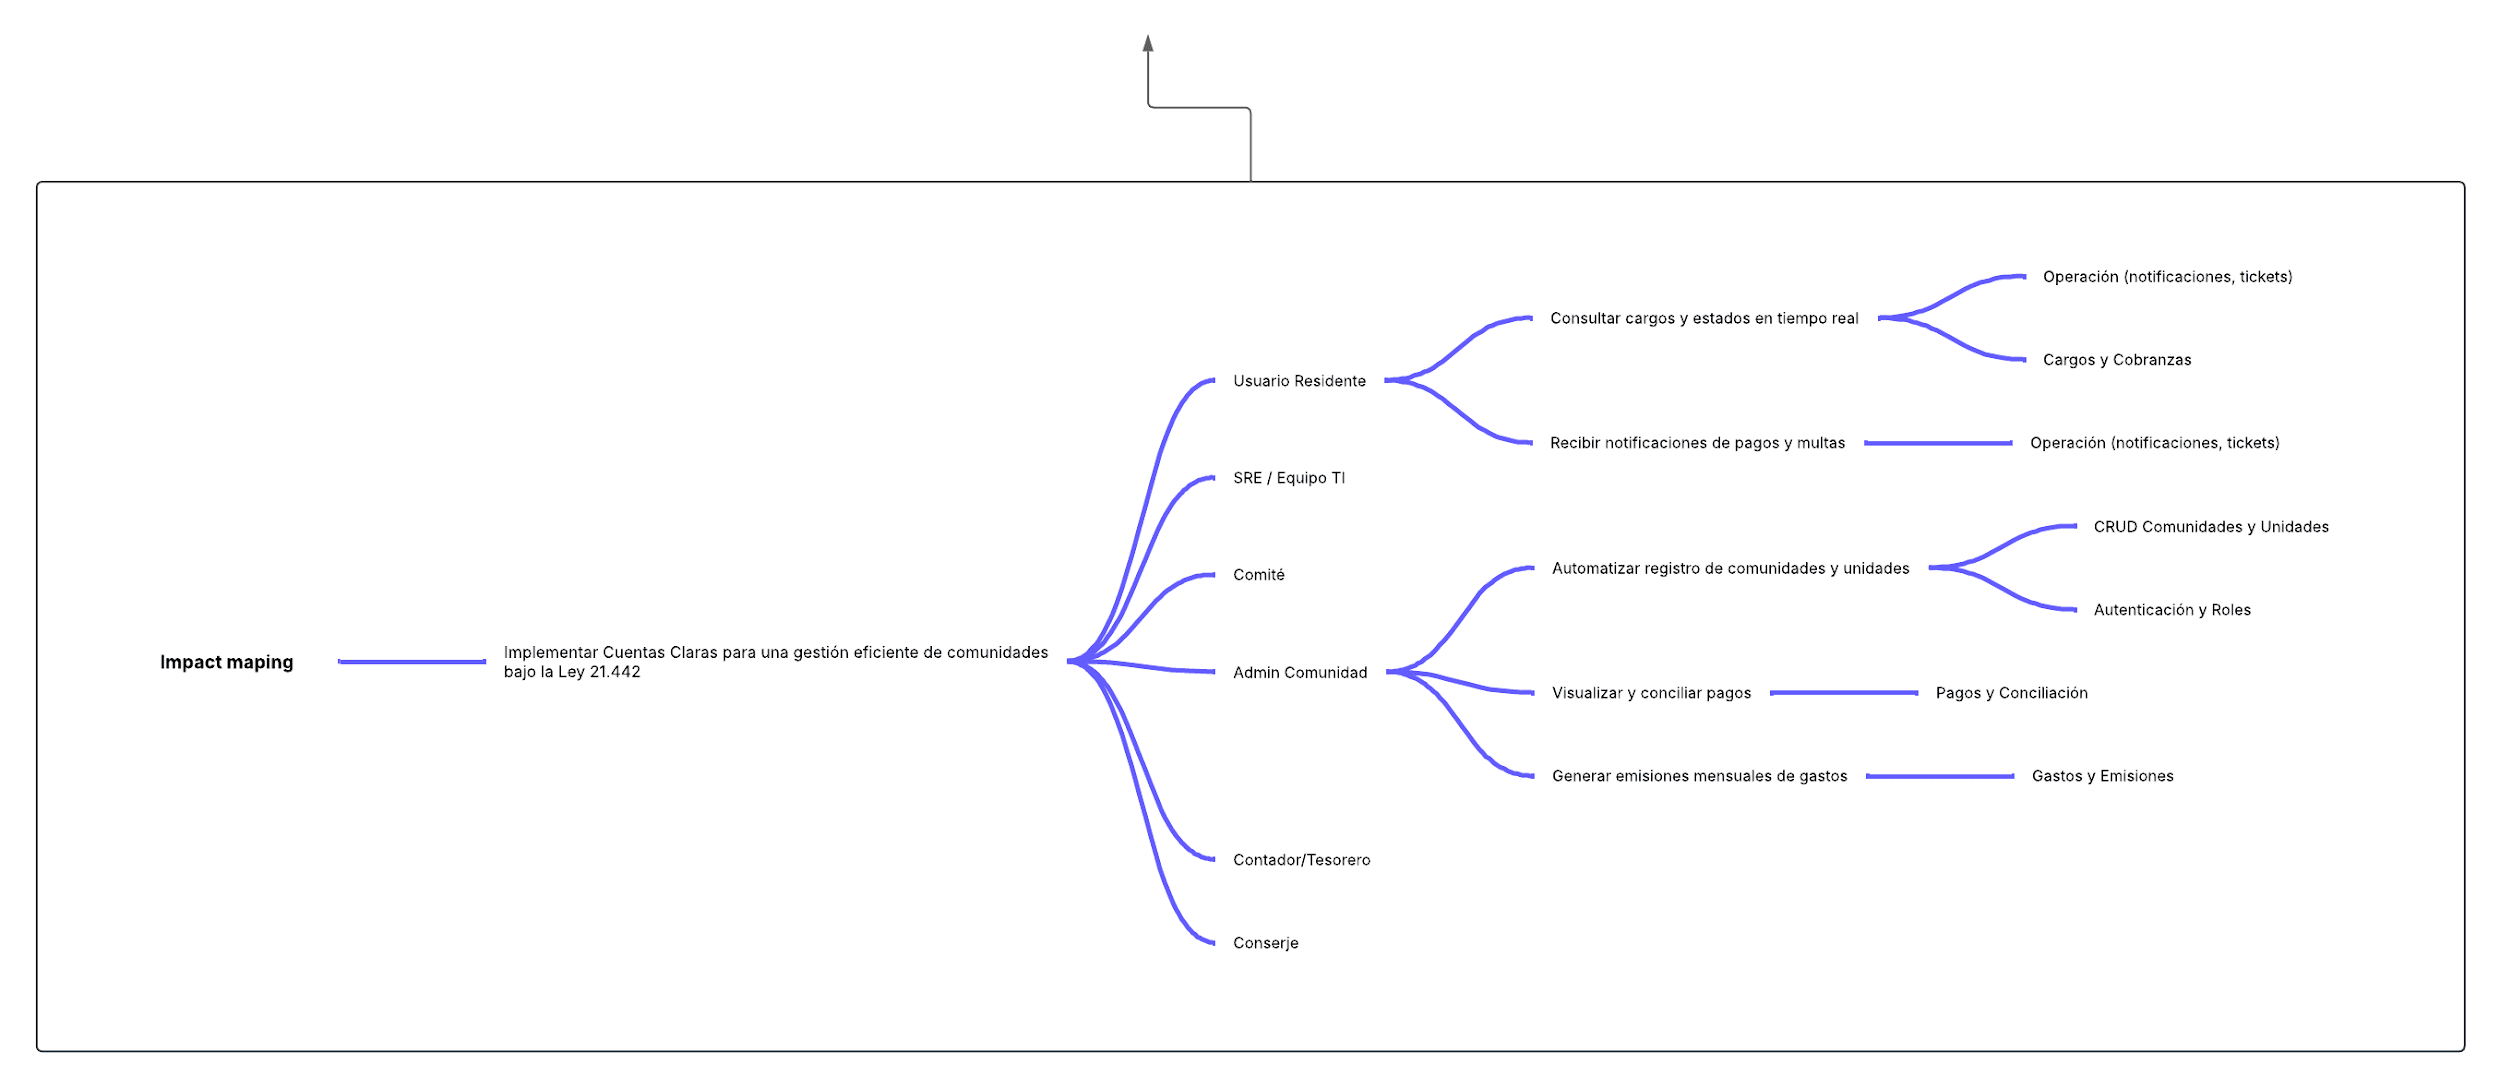 Impact maping
Implementar Cuentas Claras para una gestión eficiente de comunidades
bajo la Ley 21.442
Usuario Residente
Consultar cargos y estados en tiempo real
Operación (notificaciones, tickets)
Cargos y Cobranzas
Recibir notificaciones de pagos y multas
Operación (notificaciones, tickets)
SRE / Equipo TI
Comité
Admin Comunidad
Automatizar registro de comunidades y unidades
CRUD Comunidades y Unidades
Autenticación y Roles
Visualizar y conciliar pagos
Pagos y Conciliación
Generar emisiones mensuales de gastos
Gastos y Emisiones
Contador/Tesorero
Conserje